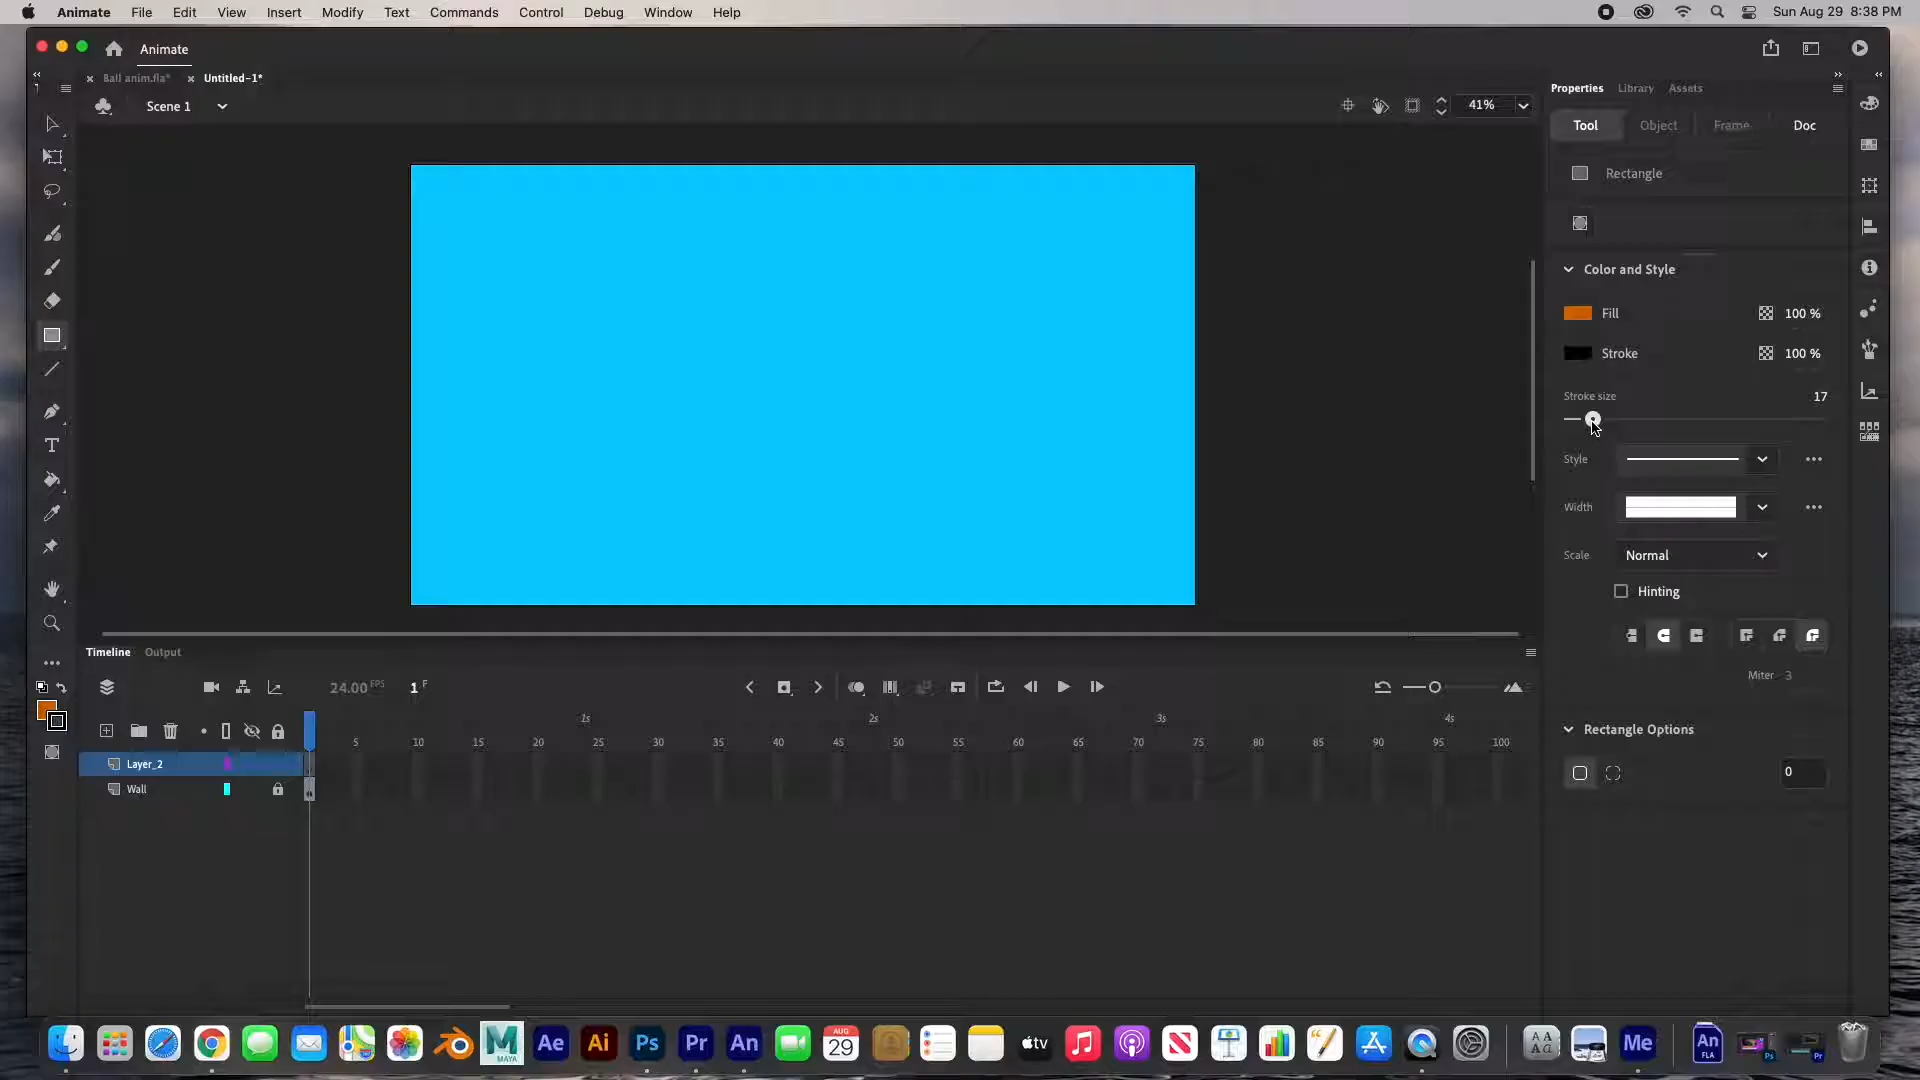 Animate File Edit View Insert Modify Text Commands Control Debug Window Help
Sun Aug 29 8:38 PM
Animate
Ball anim.fla* Untitled-1*
Scene 1
41%
Properties Library Assets
Tool Object Frame Doc
Rectangle
Color and Style
Fill 100 %
Stroke 100 %
Stroke size 17
Style
Width
Scale Normal
Hinting
Miter 3
Rectangle Options
0
Timeline Output
24.00 FPS 1 F
1s 2s 3s 4s
5 10 15 20 25 30 35 40 45 50 55 60 65 70 75 80 85 90 95 100
Layer_2
Wall
MAYA Ae Ai Ps Pr An AUG 29 tv Me An FLA Ps Pr